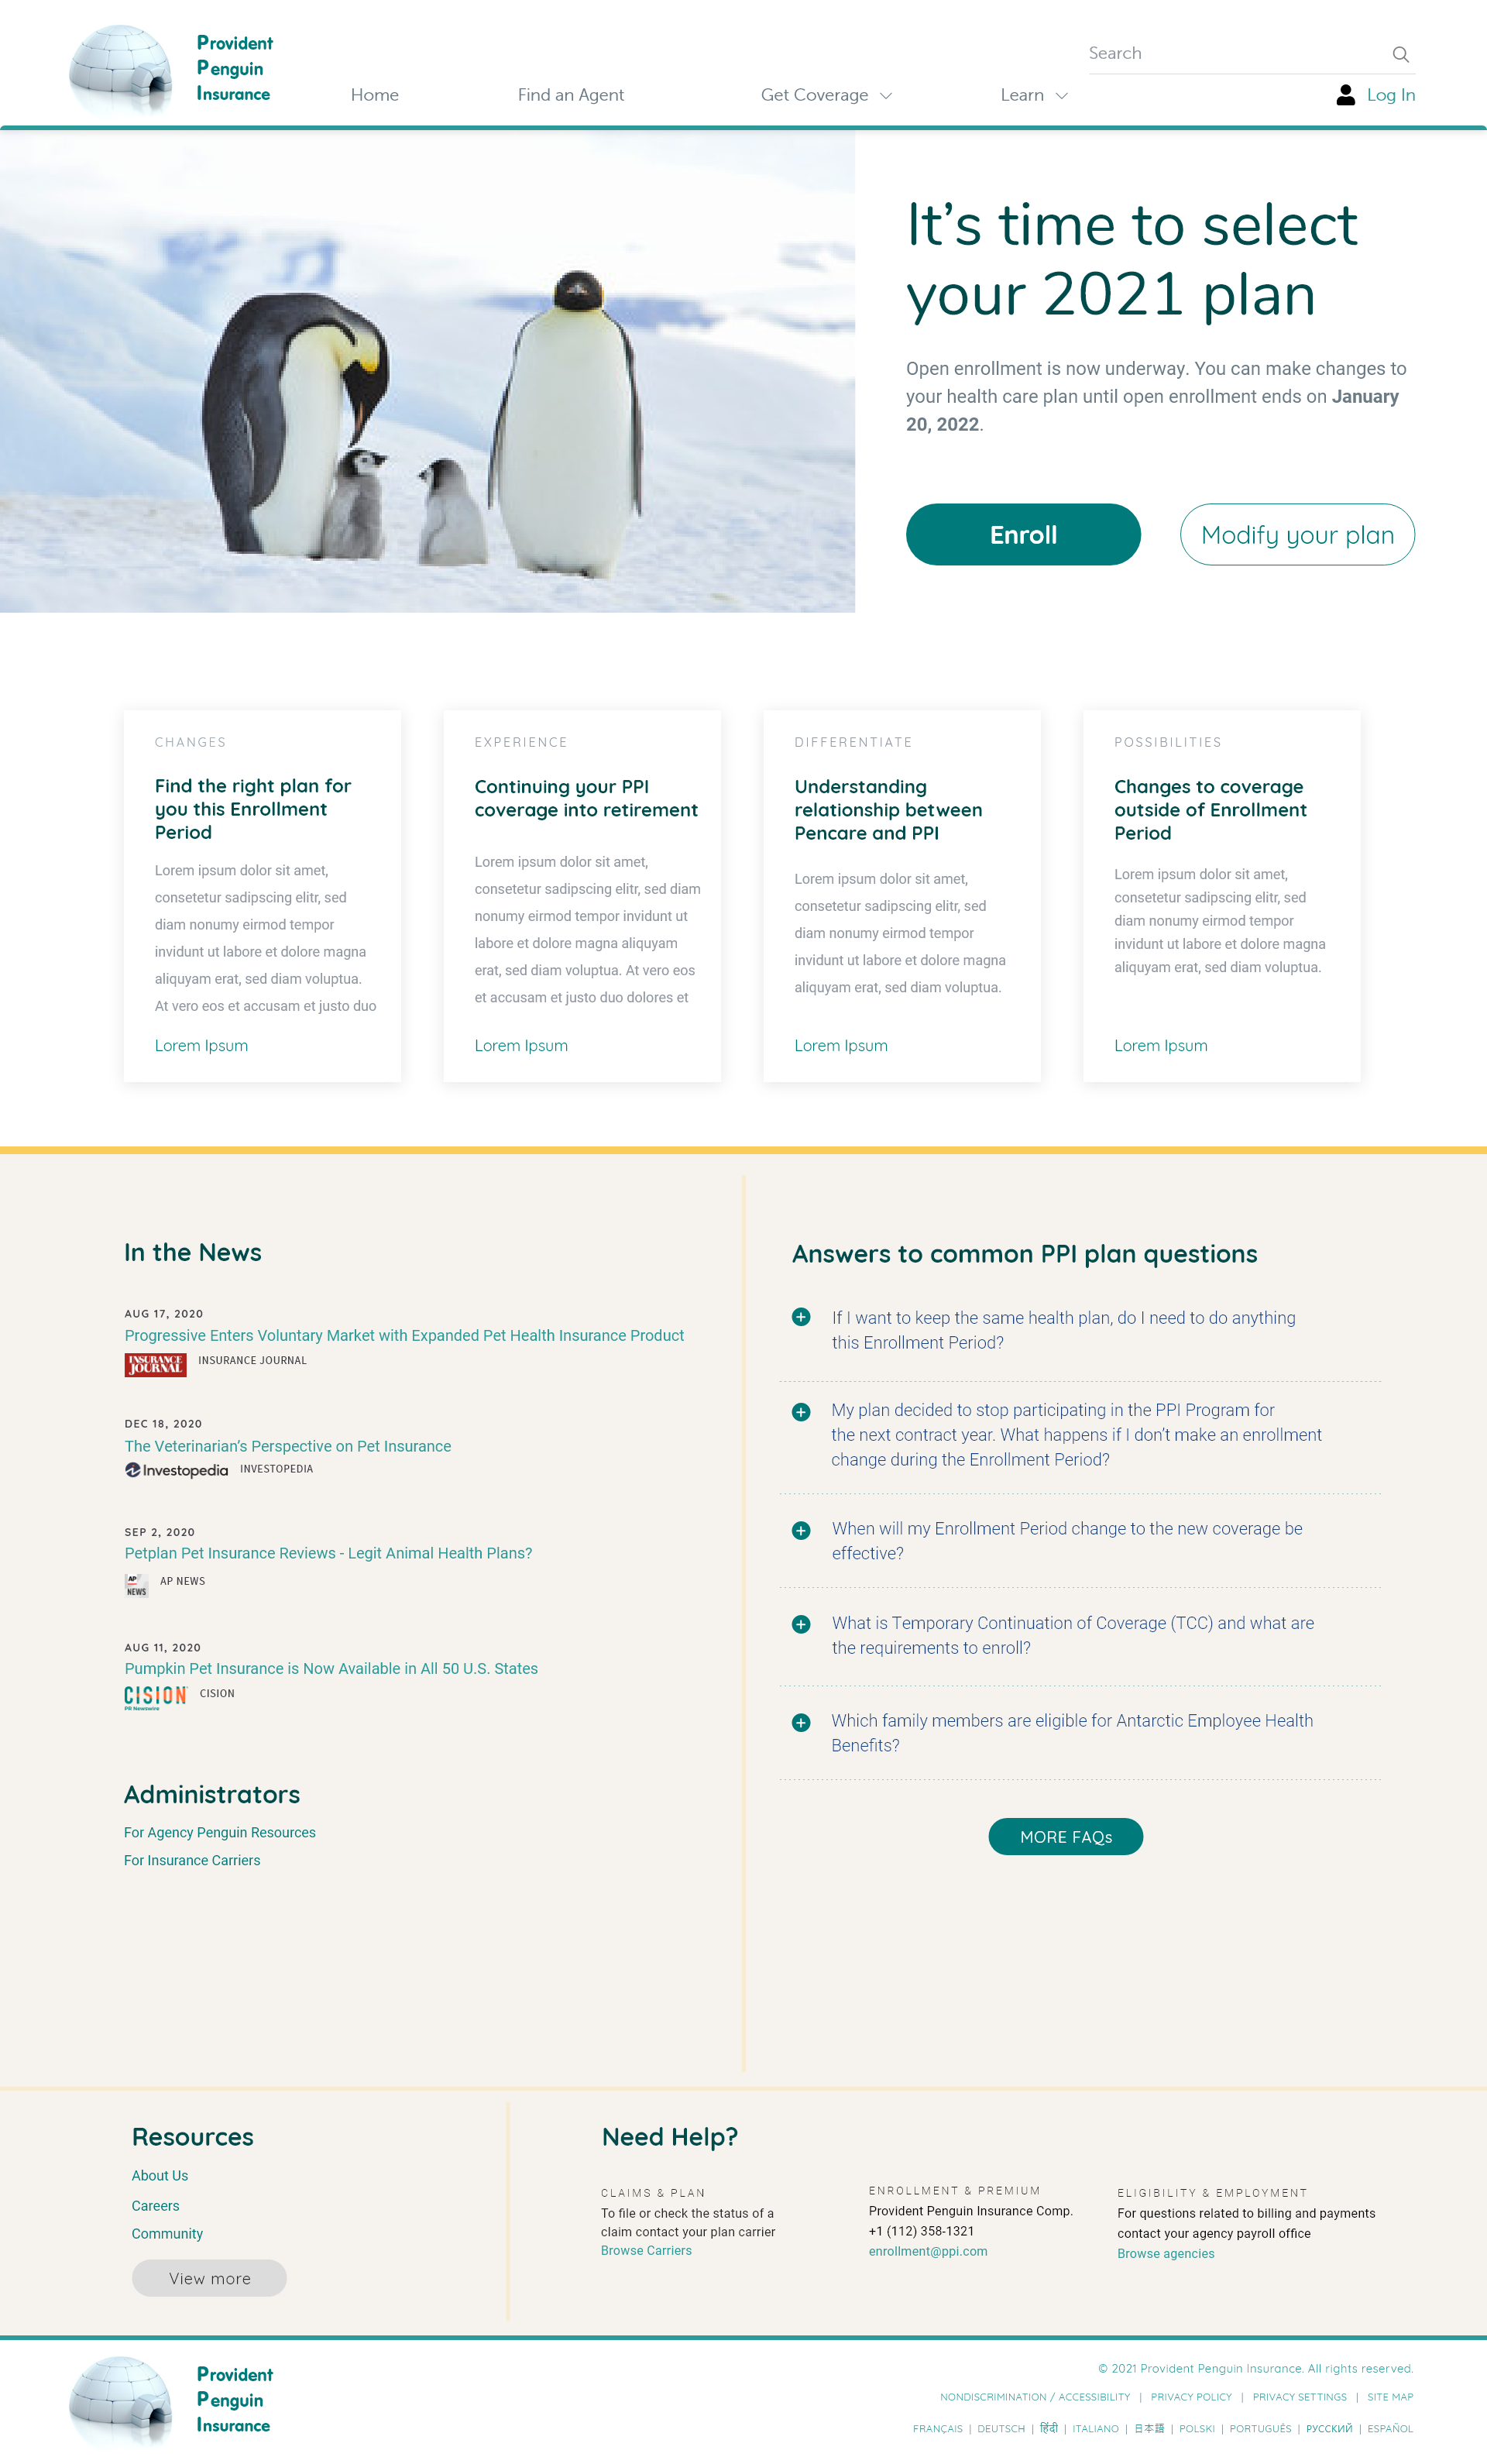 Provident
Penguin
Insurance
Search
Home
Find an Agent
Get Coverage
Learn
Log In
It’s time to select
your 2021 plan
Open enrollment is now underway. You can make changes to
your health care plan until open enrollment ends on January
20, 2022.
Enroll
Modify your plan
CHANGES
Find the right plan for
you this Enrollment
Period
Lorem ipsum dolor sit amet,
consetetur sadipscing elitr, sed
diam nonumy eirmod tempor
invidunt ut labore et dolore magna
aliquyam erat, sed diam voluptua.
At vero eos et accusam et justo duo
Lorem Ipsum
EXPERIENCE
Continuing your PPI
coverage into retirement
Lorem ipsum dolor sit amet,
consetetur sadipscing elitr, sed diam
nonumy eirmod tempor invidunt ut
labore et dolore magna aliquyam
erat, sed diam voluptua. At vero eos
et accusam et justo duo dolores et
Lorem Ipsum
DIFFERENTIATE
Understanding
relationship between
Pencare and PPI
Lorem ipsum dolor sit amet,
consetetur sadipscing elitr, sed
diam nonumy eirmod tempor
invidunt ut labore et dolore magna
aliquyam erat, sed diam voluptua.
Lorem Ipsum
POSSIBILITIES
Changes to coverage
outside of Enrollment
Period
Lorem ipsum dolor sit amet,
consetetur sadipscing elitr, sed
diam nonumy eirmod tempor
invidunt ut labore et dolore magna
aliquyam erat, sed diam voluptua.
Lorem Ipsum
In the News
AUG 17, 2020
Progressive Enters Voluntary Market with Expanded Pet Health Insurance Product
INSURANCE
JOURNAL
INSURANCE JOURNAL
DEC 18, 2020
The Veterinarian’s Perspective on Pet Insurance
Investopedia
INVESTOPEDIA
SEP 2, 2020
Petplan Pet Insurance Reviews - Legit Animal Health Plans?
AP
NEWS
AP NEWS
AUG 11, 2020
Pumpkin Pet Insurance is Now Available in All 50 U.S. States
CISION
PR Newswire
CISION
Administrators
For Agency Penguin Resources
For Insurance Carriers
Answers to common PPI plan questions
If I want to keep the same health plan, do I need to do anything
this Enrollment Period?
My plan decided to stop participating in the PPI Program for
the next contract year. What happens if I don’t make an enrollment
change during the Enrollment Period?
When will my Enrollment Period change to the new coverage be
effective?
What is Temporary Continuation of Coverage (TCC) and what are
the requirements to enroll?
Which family members are eligible for Antarctic Employee Health
Benefits?
MORE FAQs
Resources
About Us
Careers
Community
View more
Need Help?
CLAIMS & PLAN
To file or check the status of a
claim contact your plan carrier
Browse Carriers
ENROLLMENT & PREMIUM
Provident Penguin Insurance Comp.
+1 (112) 358-1321
enrollment@ppi.com
ELIGIBILITY & EMPLOYMENT
For questions related to billing and payments
contact your agency payroll office
Browse agencies
Provident
Penguin
Insurance
© 2021 Provident Penguin Insurance. All rights reserved.
NONDISCRIMINATION / ACCESSIBILITY | PRIVACY POLICY | PRIVACY SETTINGS | SITE MAP
FRANÇAIS | DEUTSCH | हिंदी | ITALIANO | 日本語 | POLSKI | PORTUGUÊS | РУССКИЙ | ESPAÑOL